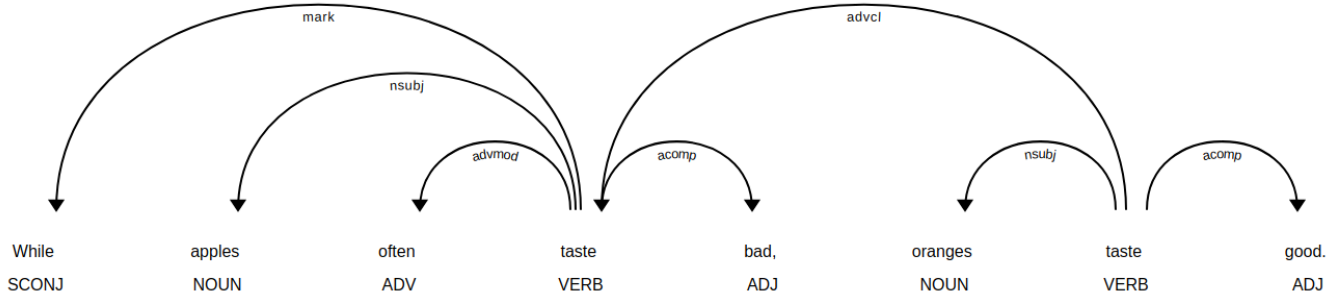 mark advcl
nsubj
advmod acomp nsubj acomp
While apples often taste bad, oranges taste good.
SCONJ NOUN ADV VERB ADJ NOUN VERB ADJ